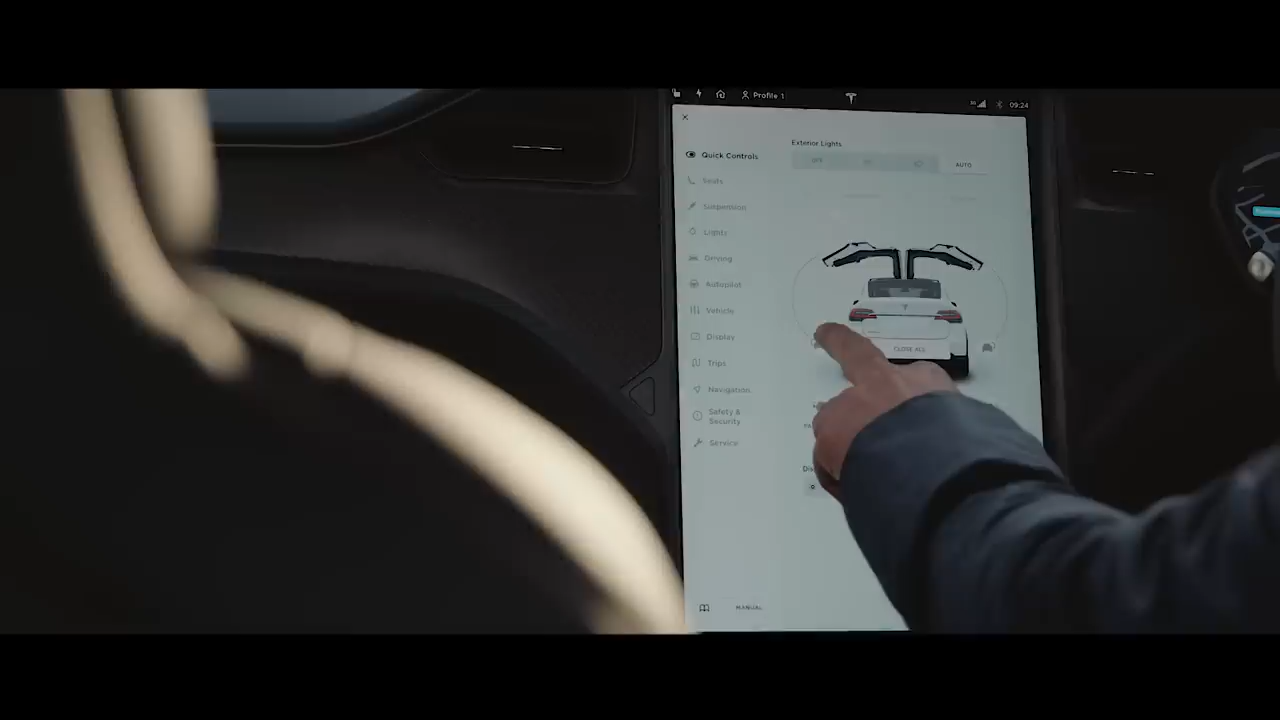 Profile 1
09:24
Quick Controls
Seats
Suspension
Lights
Driving
Autopilot
Vehicle
Display
Trips
Navigation
Safety &
Security
Service
MANUAL
Exterior Lights
OFF
AUTO
CLOSE ALL